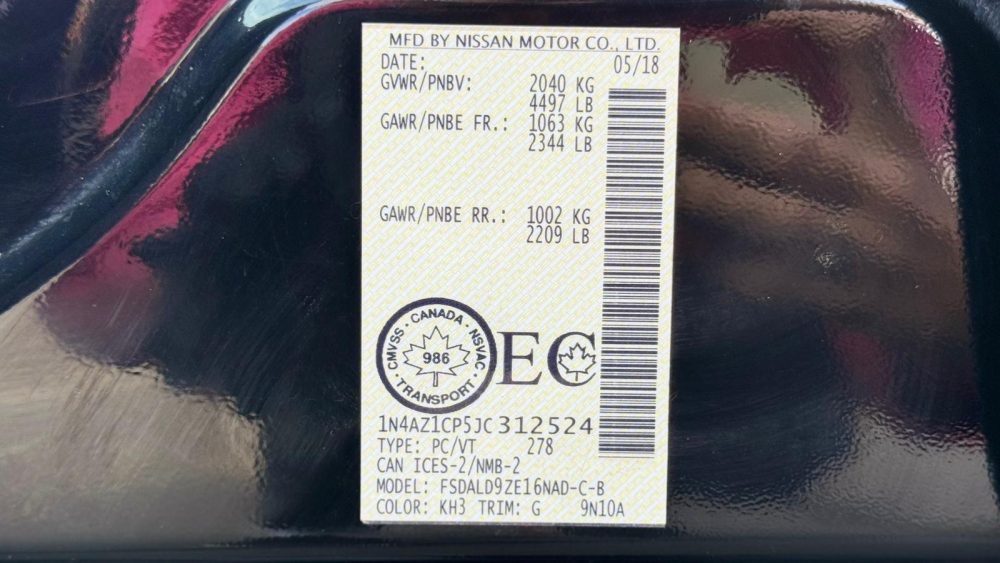 MFD BY NISSAN MOTOR CO., LTD.
DATE: 05/18
GVWR/PNBV: 2040 KG
4497 LB
GAWR/PNBE FR.: 1063 KG
2344 LB
GAWR/PNBE RR.: 1002 KG
2209 LB
CMVSS · CANADA · NSVAC · TRANSPORT ·
986
EC
1N4AZ1CP5JC312524
TYPE: PC/VT 278
CAN ICES-2/NMB-2
MODEL: FSDALD9ZE16NAD-C-B
COLOR: KH3 TRIM: G 9N10A